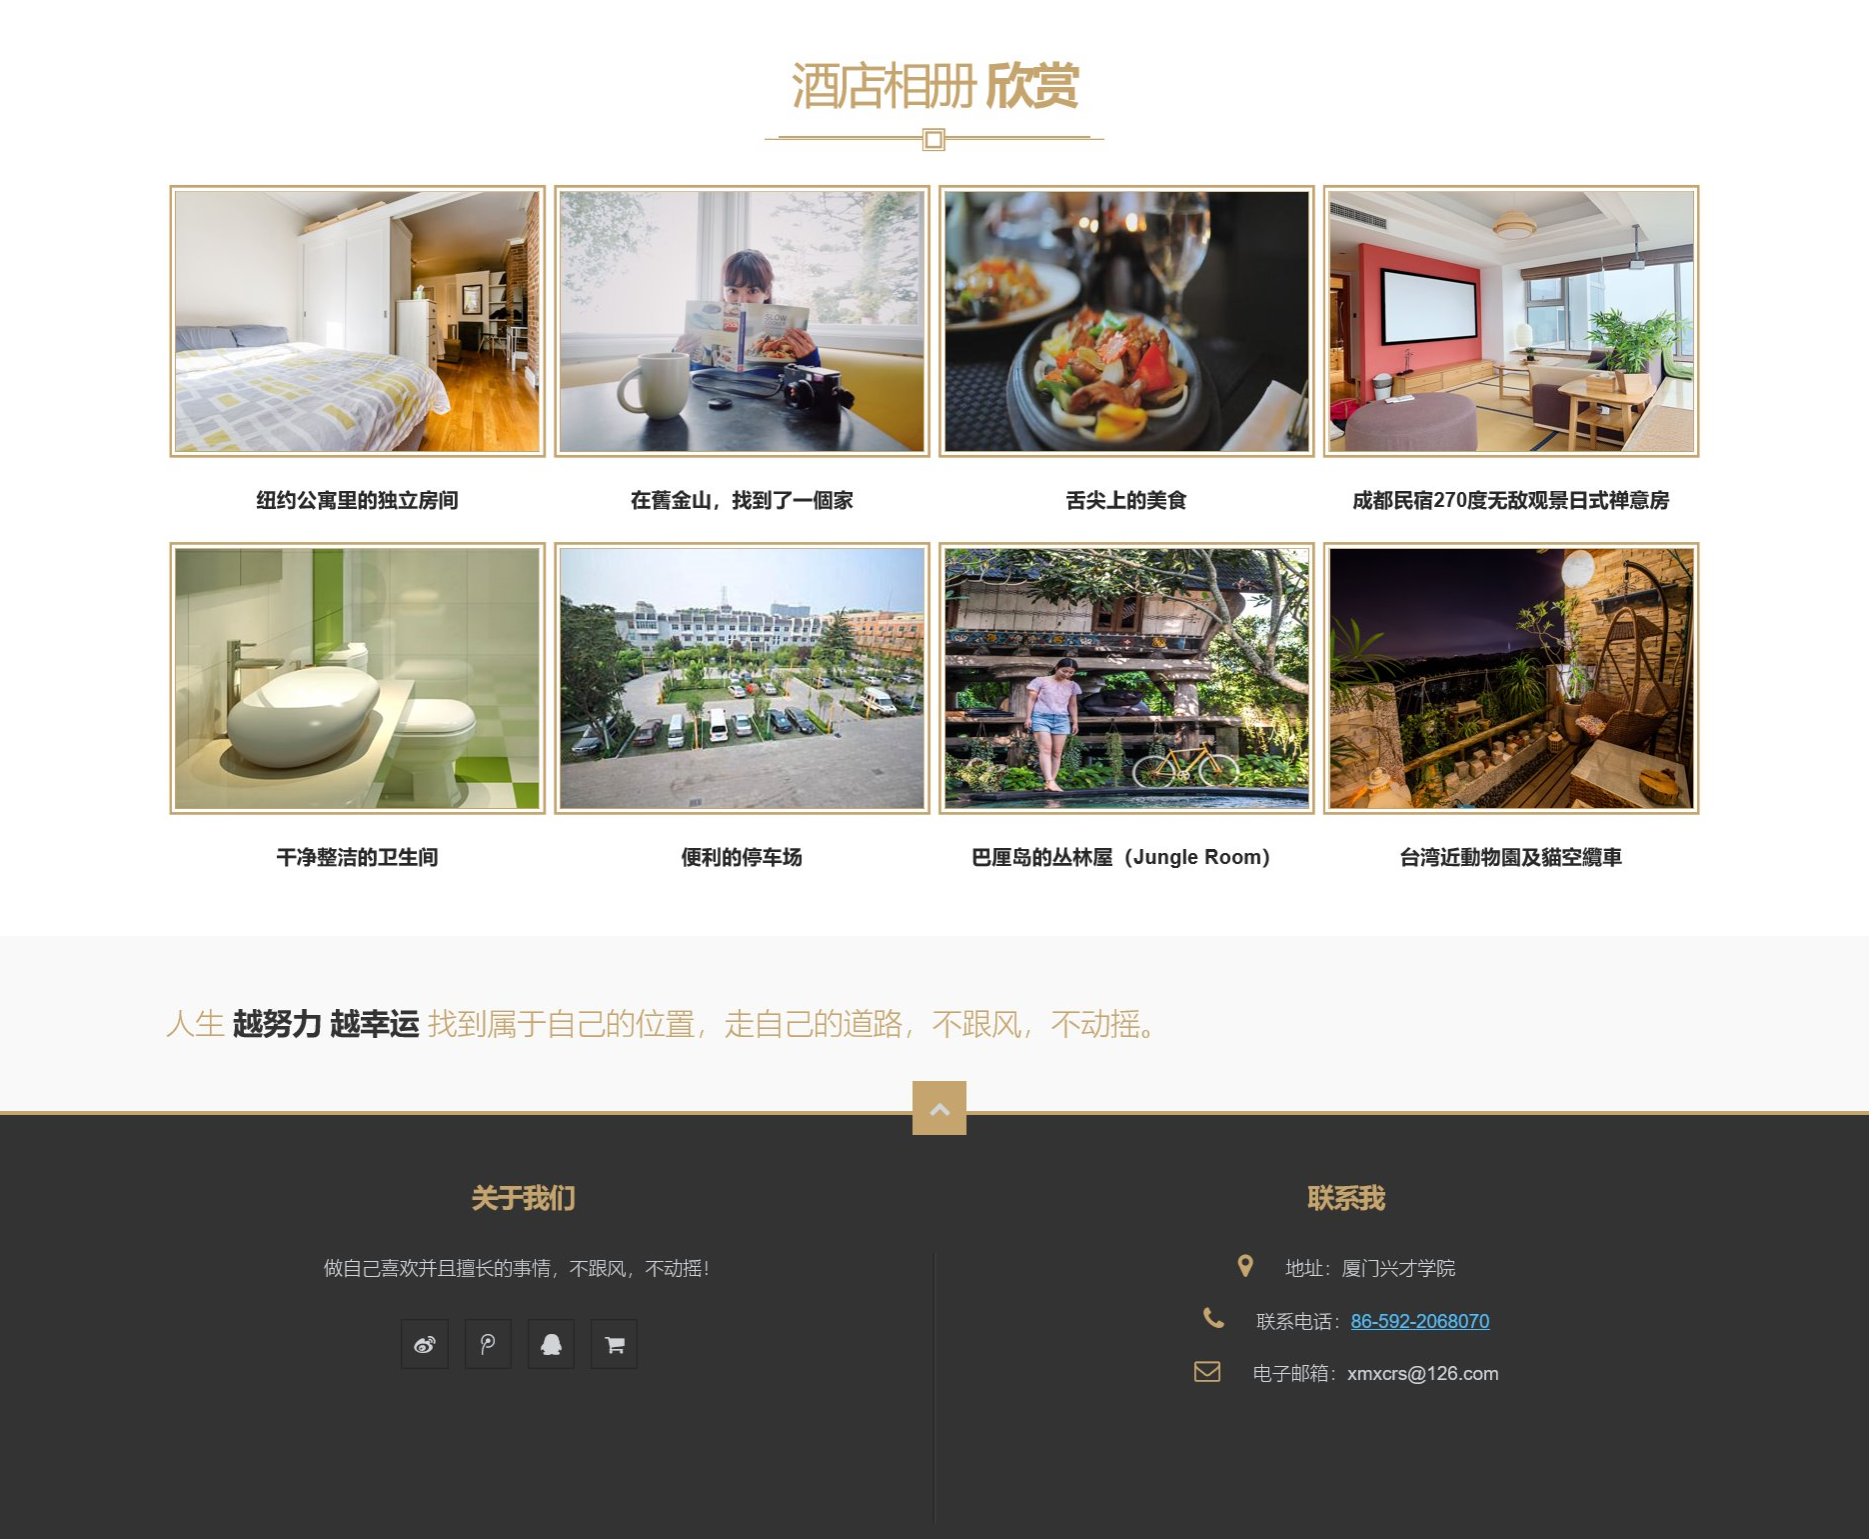 酒店相册 欣赏
SLOW
纽约公寓里的独立房间
在舊金山，找到了一個家
舌尖上的美食
成都民宿270度无敌观景日式禅意房
干净整洁的卫生间
便利的停车场
巴厘岛的丛林屋（Jungle Room）
台湾近動物園及貓空纜車
人生 越努力 越幸运 找到属于自己的位置，走自己的道路，不跟风，不动摇。
关于我们
做自己喜欢并且擅长的事情，不跟风，不动摇！
联系我
地址：厦门兴才学院
联系电话：86-592-2068070
电子邮箱：xmxcrs@126.com